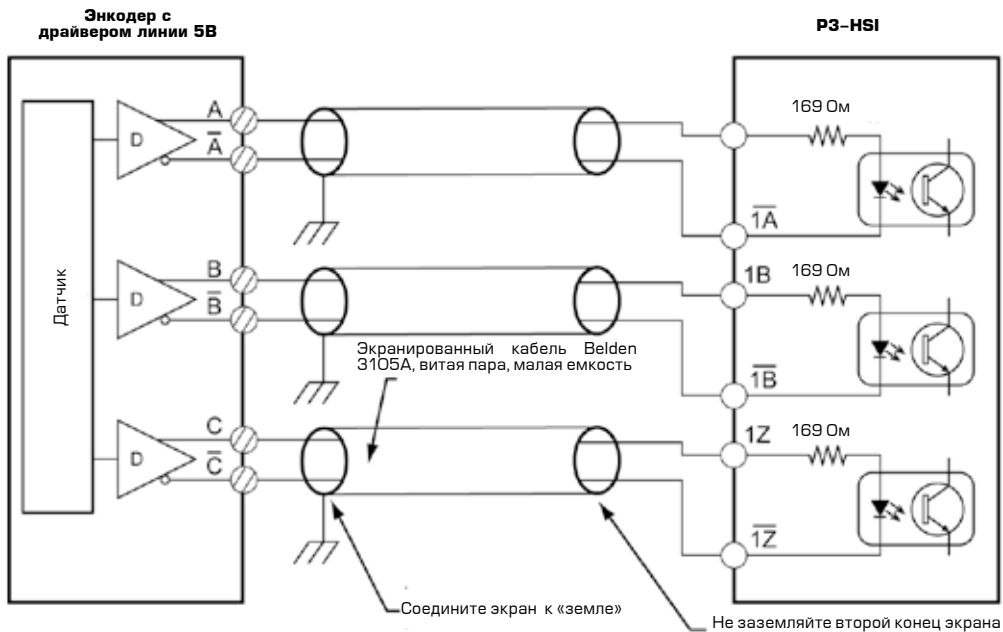 Энкодер с
драйвером линии 5В
P3-HSI
Датчик
D
A
A̅
169 Ом
1A̅
D
B
B̅
1B
169 Ом
1B̅
Экранированный кабель Belden
3105A, витая пара, малая емкость
D
C
C̅
1Z
169 Ом
1Z̅
Соедините экран к «земле»
Не заземляйте второй конец экрана